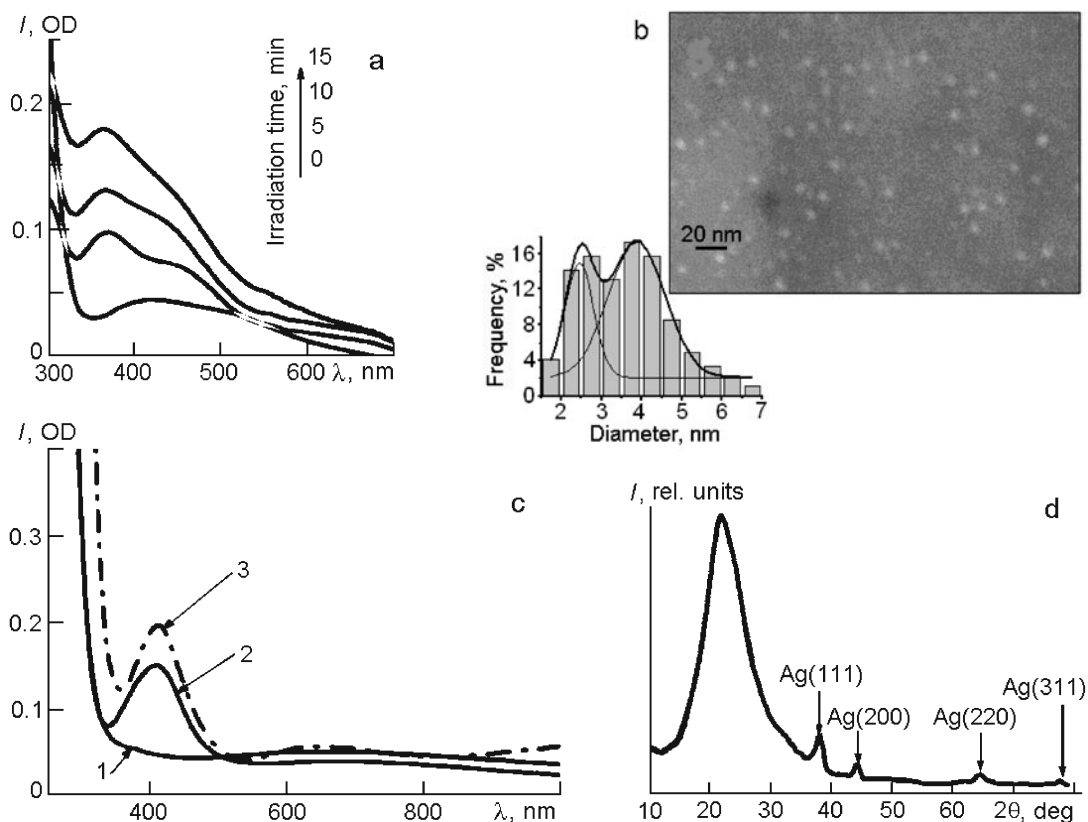 I, OD
a
0.2
0.1
0
300 400 500 600 λ, nm
Irradiation time, min
15
10
5
0
b
20 nm
Frequency, %
16
12
8
4
0
2 3 4 5 6 7
Diameter, nm
I, OD
c
0.3
0.2
0.1
0
3
2
1
400 600 800 λ, nm
I, rel. units
d
Ag(111)
Ag(200)
Ag(220)
Ag(311)
10 20 30 40 50 60 2θ, deg